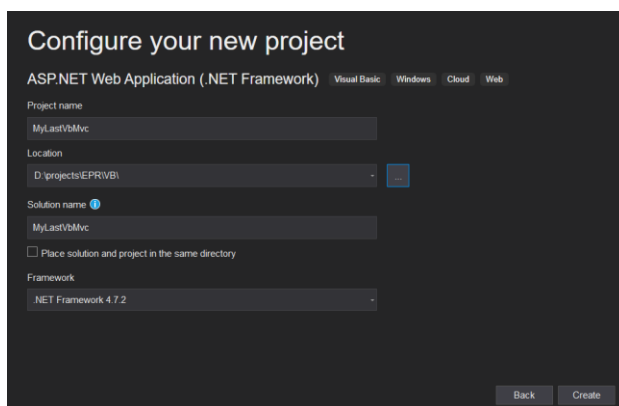 Configure your new project
ASP.NET Web Application (.NET Framework) Visual Basic Windows Cloud Web
Project name
MyLastVbMvc
Location
D:\projects\EPR\VB\
...
Solution name
MyLastVbMvc
Place solution and project in the same directory
Framework
.NET Framework 4.7.2
Back Create